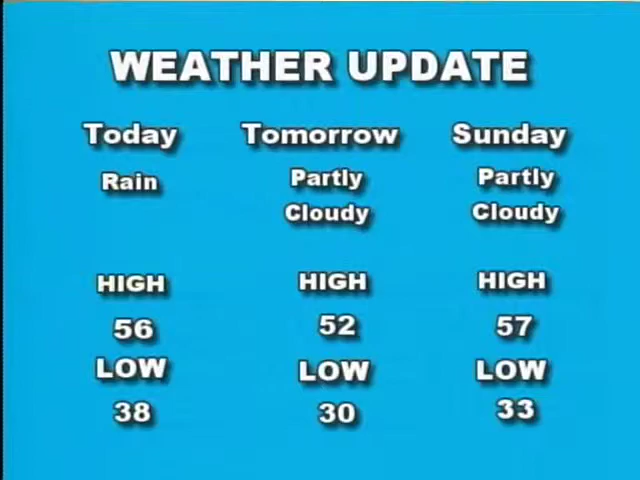 WEATHER UPDATE
Today Tomorrow Sunday
Rain Partly Partly
Cloudy Cloudy
HIGH HIGH HIGH
56 52 57
LOW LOW LOW
38 30 33